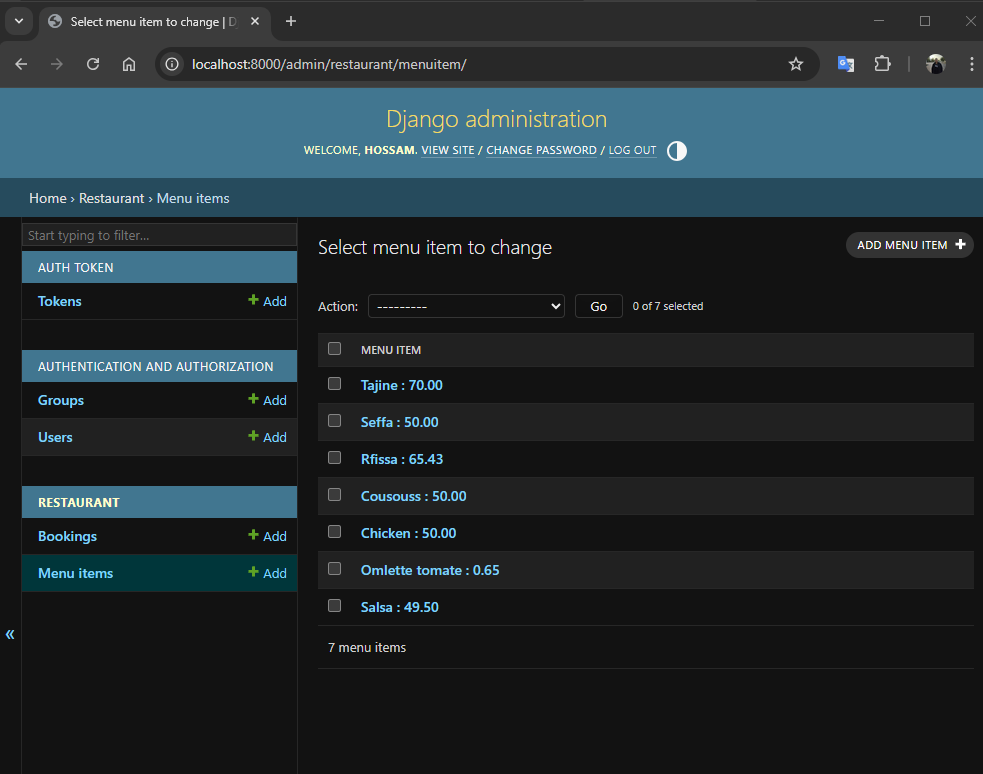 Select menu item to change | D
localhost:8000/admin/restaurant/menuitem/
Django administration
WELCOME, HOSSAM. VIEW SITE / CHANGE PASSWORD / LOG OUT
Home › Restaurant › Menu items
Start typing to filter...
AUTH TOKEN
Tokens + Add
AUTHENTICATION AND AUTHORIZATION
Groups + Add
Users + Add
RESTAURANT
Bookings + Add
Menu items + Add
«
Select menu item to change
ADD MENU ITEM +
Action: --------- Go 0 of 7 selected
MENU ITEM
Tajine : 70.00
Seffa : 50.00
Rfissa : 65.43
Cousouss : 50.00
Chicken : 50.00
Omlette tomate : 0.65
Salsa : 49.50
7 menu items